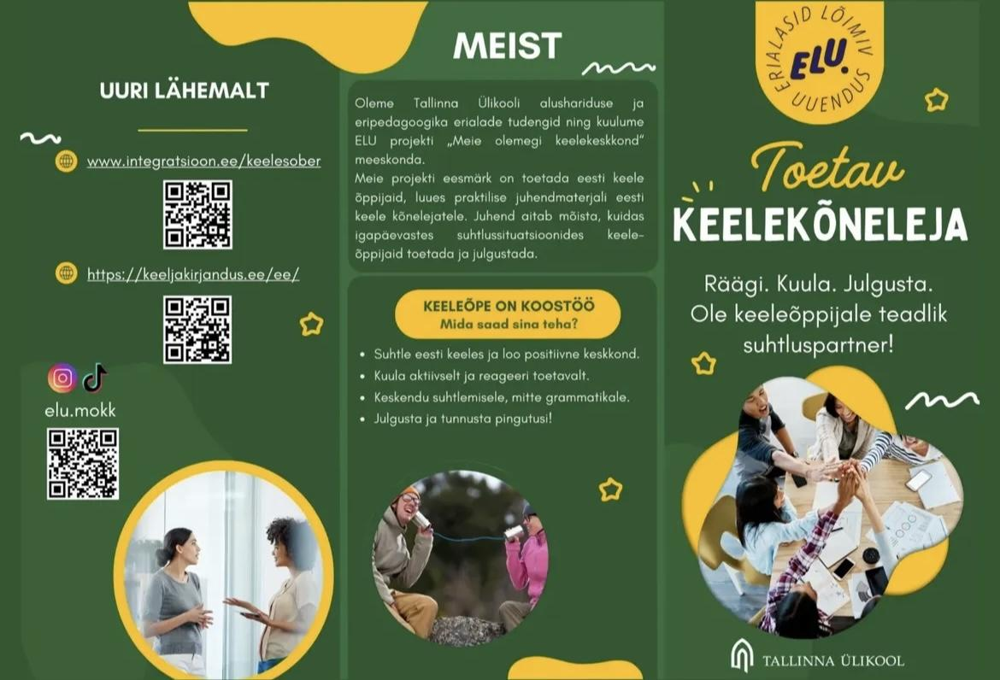 UURI LÄHEMALT
www.integratsioon.ee/keelesober
https://keeljakirjandus.ee/ee/
elu.mokk
MEIST
Oleme Tallinna Ülikooli alushariduse ja
eripedagoogika erialade tudengid ning kuulume
ELU projekti „Meie olemegi keelekeskkond“
meeskonda.
Meie projekti eesmärk on toetada eesti keele
õppijaid, luues praktilise juhendmaterjali eesti
keele kõnelejatele. Juhend aitab mõista, kuidas
igapäevastes suhtlussituatsioonides keele-
õppijaid toetada ja julgustada.
KEELEÕPE ON KOOSTÖÖ
Mida saad sina teha?
• Suhtle eesti keeles ja loo positiivne keskkond.
• Kuula aktiivselt ja reageeri toetavalt.
• Keskendu suhtlemisele, mitte grammatikale.
• Julgusta ja tunnusta pingutusi!
ERIALASID LÕIMIV
ELU.
UUENDUS
Toetav
KEELEKÕNELEJA
Räägi. Kuula. Julgusta.
Ole keeleõppijale teadlik
suhtluspartner!
TALLINNA ÜLIKOOL